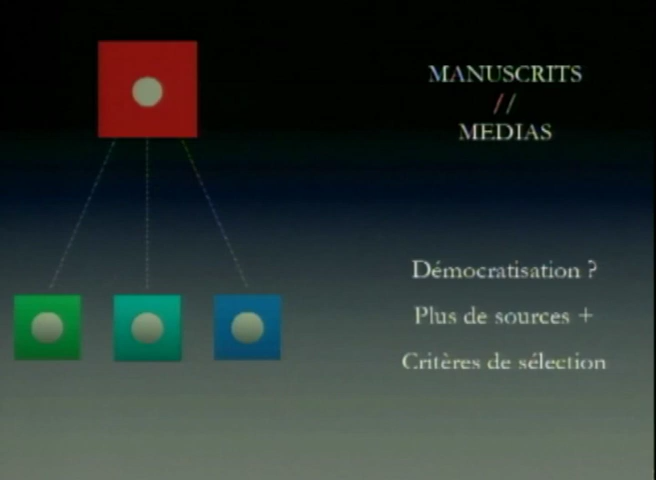 MANUSCRITS
//
MEDIAS
Démocratisation ?
Plus de sources +
Critères de sélection